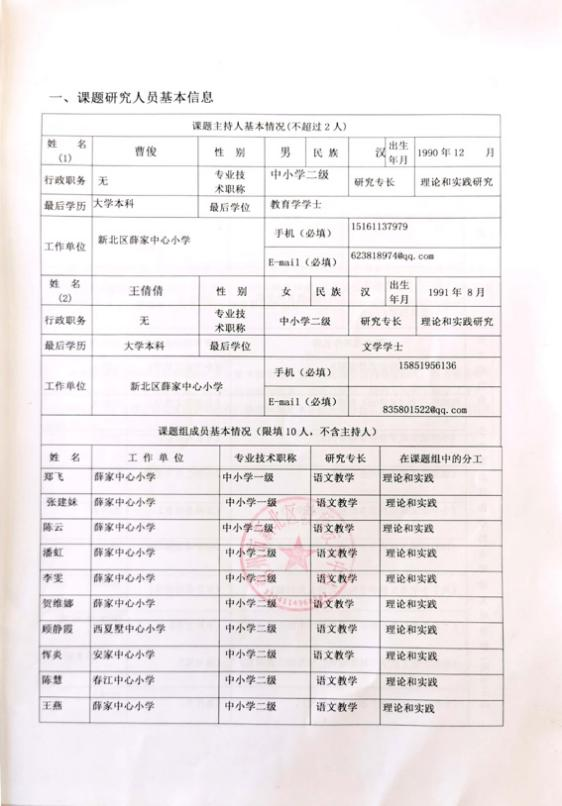 一、课题研究人员基本信息
课题主持人基本情况(不超过2人)
姓 名 (1) 曹俊 性 别 男 民 族 汉 出生年月 1990 年 12 月
行政职务 无 专业技术职称 中小学二级 研究专长 理论和实践研究
最后学历 大学本科 最后学位 教育学学士
工作单位 新北区薛家中心小学 手机（必填） 15161137979
E-mail（必填） 623818974@qq.com
姓 名 (2) 王倩倩 性 别 女 民 族 汉 出生年月 1991 年 8 月
行政职务 无 专业技术职称 中小学二级 研究专长 理论和实践研究
最后学历 大学本科 最后学位 文学学士
工作单位 新北区薛家中心小学 手机（必填） 15851956136
E-mail（必填） 835801522@qq.com
课题组成员基本情况（限填10人，不含主持人）
姓 名 工 作 单 位 专业技术职称 研究专长 在课题组中的分工
郑飞 薛家中心小学 中小学一级 语文教学 理论和实践
张建妹 薛家中心小学 中小学一级 语文教学 理论和实践
陈云 薛家中心小学 中小学二级 语文教学 理论和实践
潘虹 薛家中心小学 中小学二级 语文教学 理论和实践
李雯 薛家中心小学 中小学二级 语文教学 理论和实践
贺维娜 薛家中心小学 中小学二级 语文教学 理论和实践
顾静霞 西夏墅中心小学 中小学二级 语文教学 理论和实践
恽炎 安家中心小学 中小学二级 语文教学 理论和实践
陈慧 春江中心小学 中小学二级 语文教学 理论和实践
王燕 薛家中心小学 中小学二级 语文教学 理论和实践